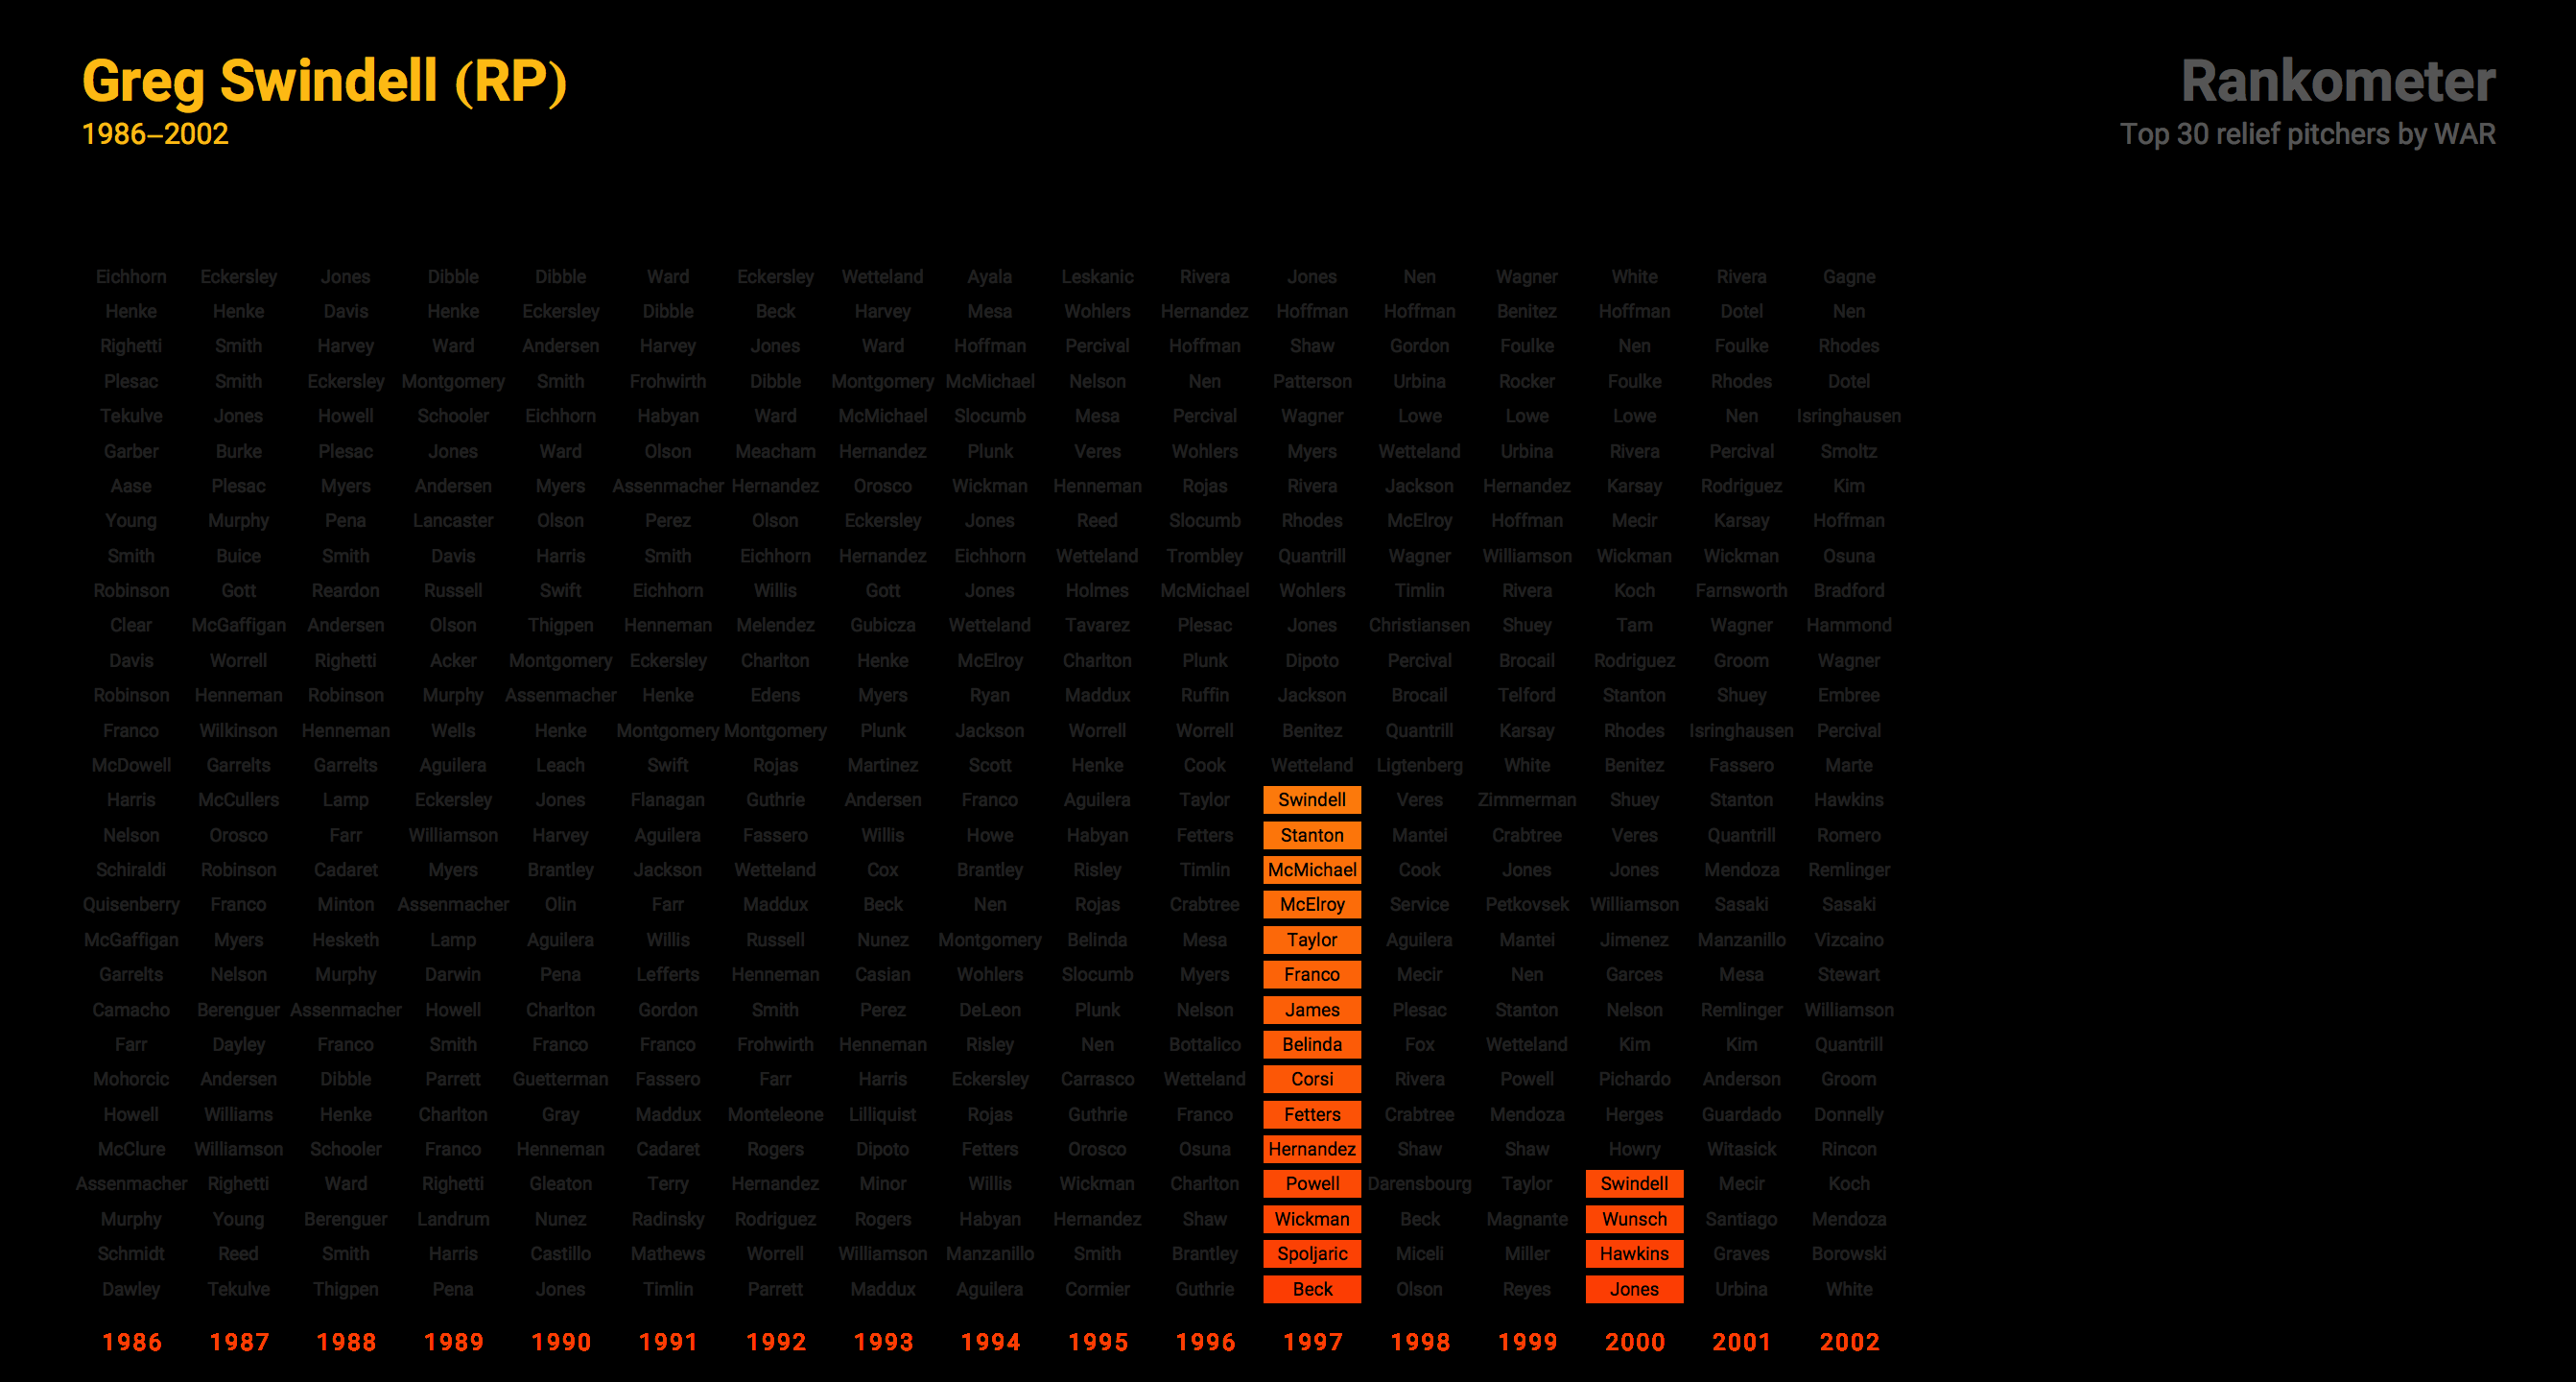 Greg Swindell (RP)
1986–2002
Rankometer
Top 30 relief pitchers by WAR
Eichhorn Eckersley Jones Dibble Dibble Ward Eckersley Wetteland Ayala Leskanic Rivera Jones Nen Wagner White Rivera Gagne
Henke Henke Davis Henke Eckersley Dibble Beck Harvey Mesa Wohlers Hernandez Hoffman Hoffman Benitez Hoffman Dotel Nen
Righetti Smith Harvey Ward Andersen Harvey Jones Ward Hoffman Percival Hoffman Shaw Gordon Foulke Nen Foulke Rhodes
Plesac Smith Eckersley Montgomery Smith Frohwirth Dibble Montgomery McMichael Nelson Nen Patterson Urbina Rocker Foulke Rhodes Dotel
Tekulve Jones Howell Schooler Eichhorn Habyan Ward McMichael Slocumb Mesa Percival Wagner Lowe Lowe Lowe Nen Isringhausen
Garber Burke Plesac Jones Ward Olson Meacham Hernandez Plunk Veres Wohlers Myers Wetteland Urbina Rivera Percival Smoltz
Aase Plesac Myers Andersen Myers Assenmacher Hernandez Orosco Wickman Henneman Rojas Rivera Jackson Hernandez Karsay Rodriguez Kim
Young Murphy Pena Lancaster Olson Perez Olson Eckersley Jones Reed Slocumb Rhodes McElroy Hoffman Mecir Karsay Hoffman
Smith Buice Smith Davis Harris Smith Eichhorn Hernandez Eichhorn Wetteland Trombley Quantrill Wagner Williamson Wickman Wickman Osuna
Robinson Gott Reardon Russell Swift Eichhorn Willis Gott Jones Holmes McMichael Wohlers Timlin Rivera Koch Farnsworth Bradford
Clear McGaffigan Andersen Olson Thigpen Henneman Melendez Gubicza Wetteland Tavarez Plesac Jones Christiansen Shuey Tam Wagner Hammond
Davis Worrell Righetti Acker Montgomery Eckersley Charlton Henke McElroy Charlton Plunk Dipoto Percival Brocail Rodriguez Groom Wagner
Robinson Henneman Robinson Murphy Assenmacher Henke Edens Myers Ryan Maddux Ruffin Jackson Brocail Telford Stanton Shuey Embree
Franco Wilkinson Henneman Wells Henke Montgomery Montgomery Plunk Jackson Worrell Worrell Benitez Quantrill Karsay Rhodes Isringhausen Percival
McDowell Garrelts Garrelts Aguilera Leach Swift Rojas Martinez Scott Henke Cook Wetteland Ligtenberg White Benitez Fassero Marte
Harris McCullers Lamp Eckersley Jones Flanagan Guthrie Andersen Franco Aguilera Taylor Swindell Veres Zimmerman Shuey Stanton Hawkins
Nelson Orosco Farr Williamson Harvey Aguilera Fassero Willis Howe Habyan Fetters Stanton Mantei Crabtree Veres Quantrill Romero
Schiraldi Robinson Cadaret Myers Brantley Jackson Wetteland Cox Brantley Risley Timlin McMichael Cook Jones Jones Mendoza Remlinger
Quisenberry Franco Minton Assenmacher Olin Farr Maddux Beck Nen Rojas Crabtree McElroy Service Petkovsek Williamson Sasaki Sasaki
McGaffigan Myers Hesketh Lamp Aguilera Willis Russell Nunez Montgomery Belinda Mesa Taylor Aguilera Mantei Jimenez Manzanillo Vizcaino
Garrelts Nelson Murphy Darwin Pena Lefferts Henneman Casian Wohlers Slocumb Myers Franco Mecir Nen Garces Mesa Stewart
Camacho Berenguer Assenmacher Howell Charlton Gordon Smith Perez DeLeon Plunk Nelson James Plesac Stanton Nelson Remlinger Williamson
Farr Dayley Franco Smith Franco Franco Frohwirth Henneman Risley Nen Bottalico Belinda Fox Wetteland Kim Kim Quantrill
Mohorcic Andersen Dibble Parrett Guetterman Fassero Farr Harris Eckersley Carrasco Wetteland Corsi Rivera Powell Pichardo Anderson Groom
Howell Williams Henke Charlton Gray Maddux Monteleone Lilliquist Rojas Guthrie Franco Fetters Crabtree Mendoza Herges Guardado Donnelly
McClure Williamson Schooler Franco Henneman Cadaret Rogers Dipoto Fetters Orosco Osuna Hernandez Shaw Shaw Howry Witasick Rincon
Assenmacher Righetti Ward Righetti Gleaton Terry Hernandez Minor Willis Wickman Charlton Powell Darensbourg Taylor Swindell Mecir Koch
Murphy Young Berenguer Landrum Nunez Radinsky Rodriguez Rogers Habyan Hernandez Shaw Wickman Beck Magnante Wunsch Santiago Mendoza
Schmidt Reed Smith Harris Castillo Mathews Worrell Williamson Manzanillo Smith Brantley Spoljaric Miceli Miller Hawkins Graves Borowski
Dawley Tekulve Thigpen Pena Jones Timlin Parrett Maddux Aguilera Cormier Guthrie Beck Olson Reyes Jones Urbina White
1986 1987 1988 1989 1990 1991 1992 1993 1994 1995 1996 1997 1998 1999 2000 2001 2002